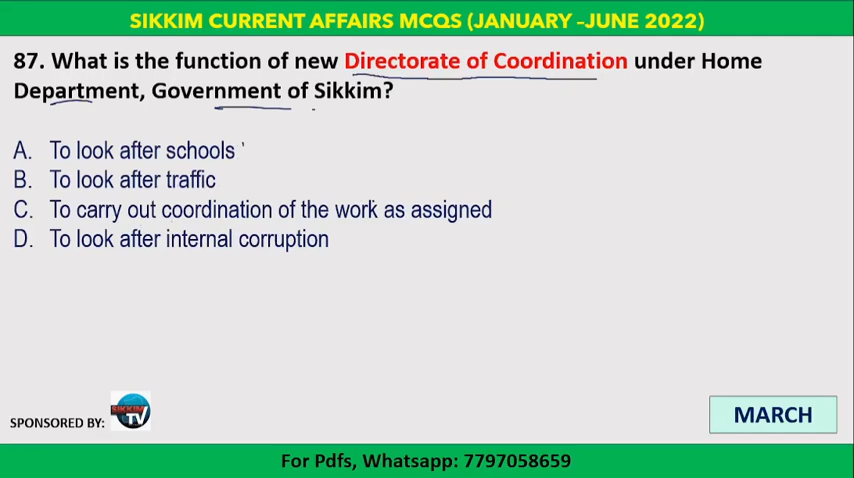 SIKKIM CURRENT AFFAIRS MCQS (JANUARY –JUNE 2022)
87. What is the function of new Directorate of Coordination under Home
Department, Government of Sikkim?
A. To look after schools
B. To look after traffic
C. To carry out coordination of the work as assigned
D. To look after internal corruption
SPONSORED BY:
SIKKIM
TV
MARCH
For Pdfs, Whatsapp: 7797058659